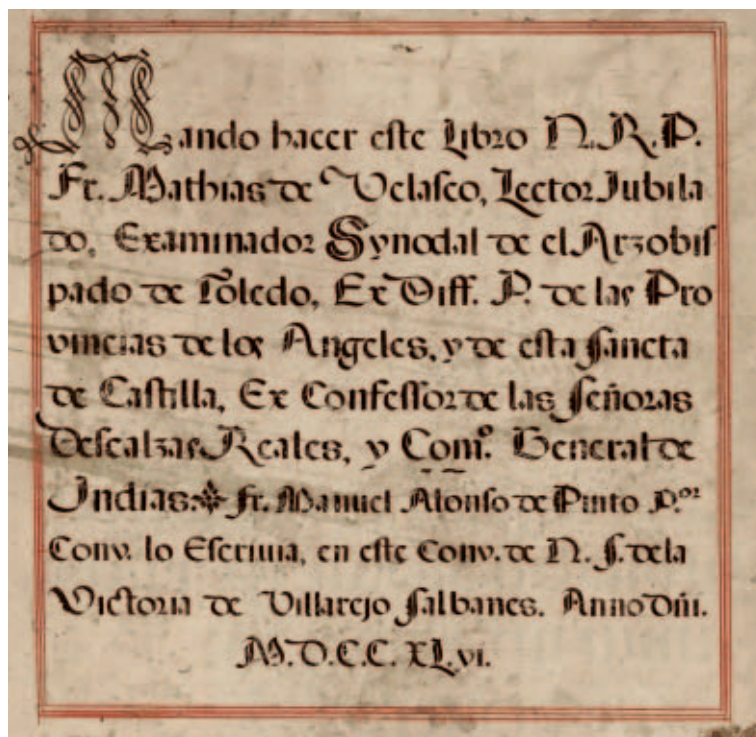 Mando hacer este Libro N. R. P.
Fr. Mathias de Velasco, Lector Jubila
do, Examinador Synodal de el Arzobis
pado de Toledo, Ex Diff. P. de las Pro
vincias de los Angeles, y de esta sancta
de Castilla, Ex Confessor de las señoras
Descalzas Reales, y Comº. General de
Indias. Fr. Manuel Alonso de Pinto P.ᵒʳ
Conv. lo Escriuia, en este Conv. de N. S. de la
Victoria de Villarejo salbanes. Anno Dñi.
M.D.C.C.XL.vi.